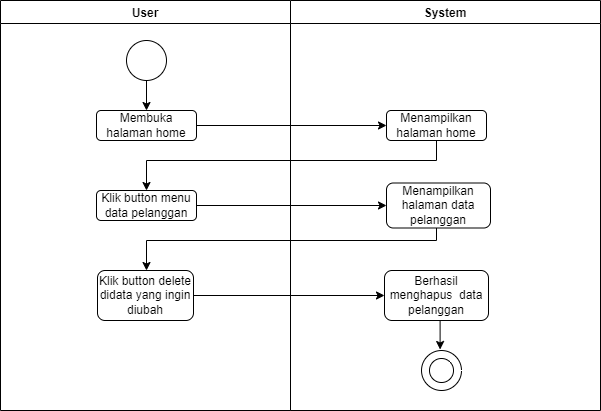 User
System
Membuka
halaman home
Menampilkan
halaman home
Klik button menu
data pelanggan
Menampilkan
halaman data
pelanggan
Klik button delete
didata yang ingin
diubah
Berhasil
menghapus data
pelanggan